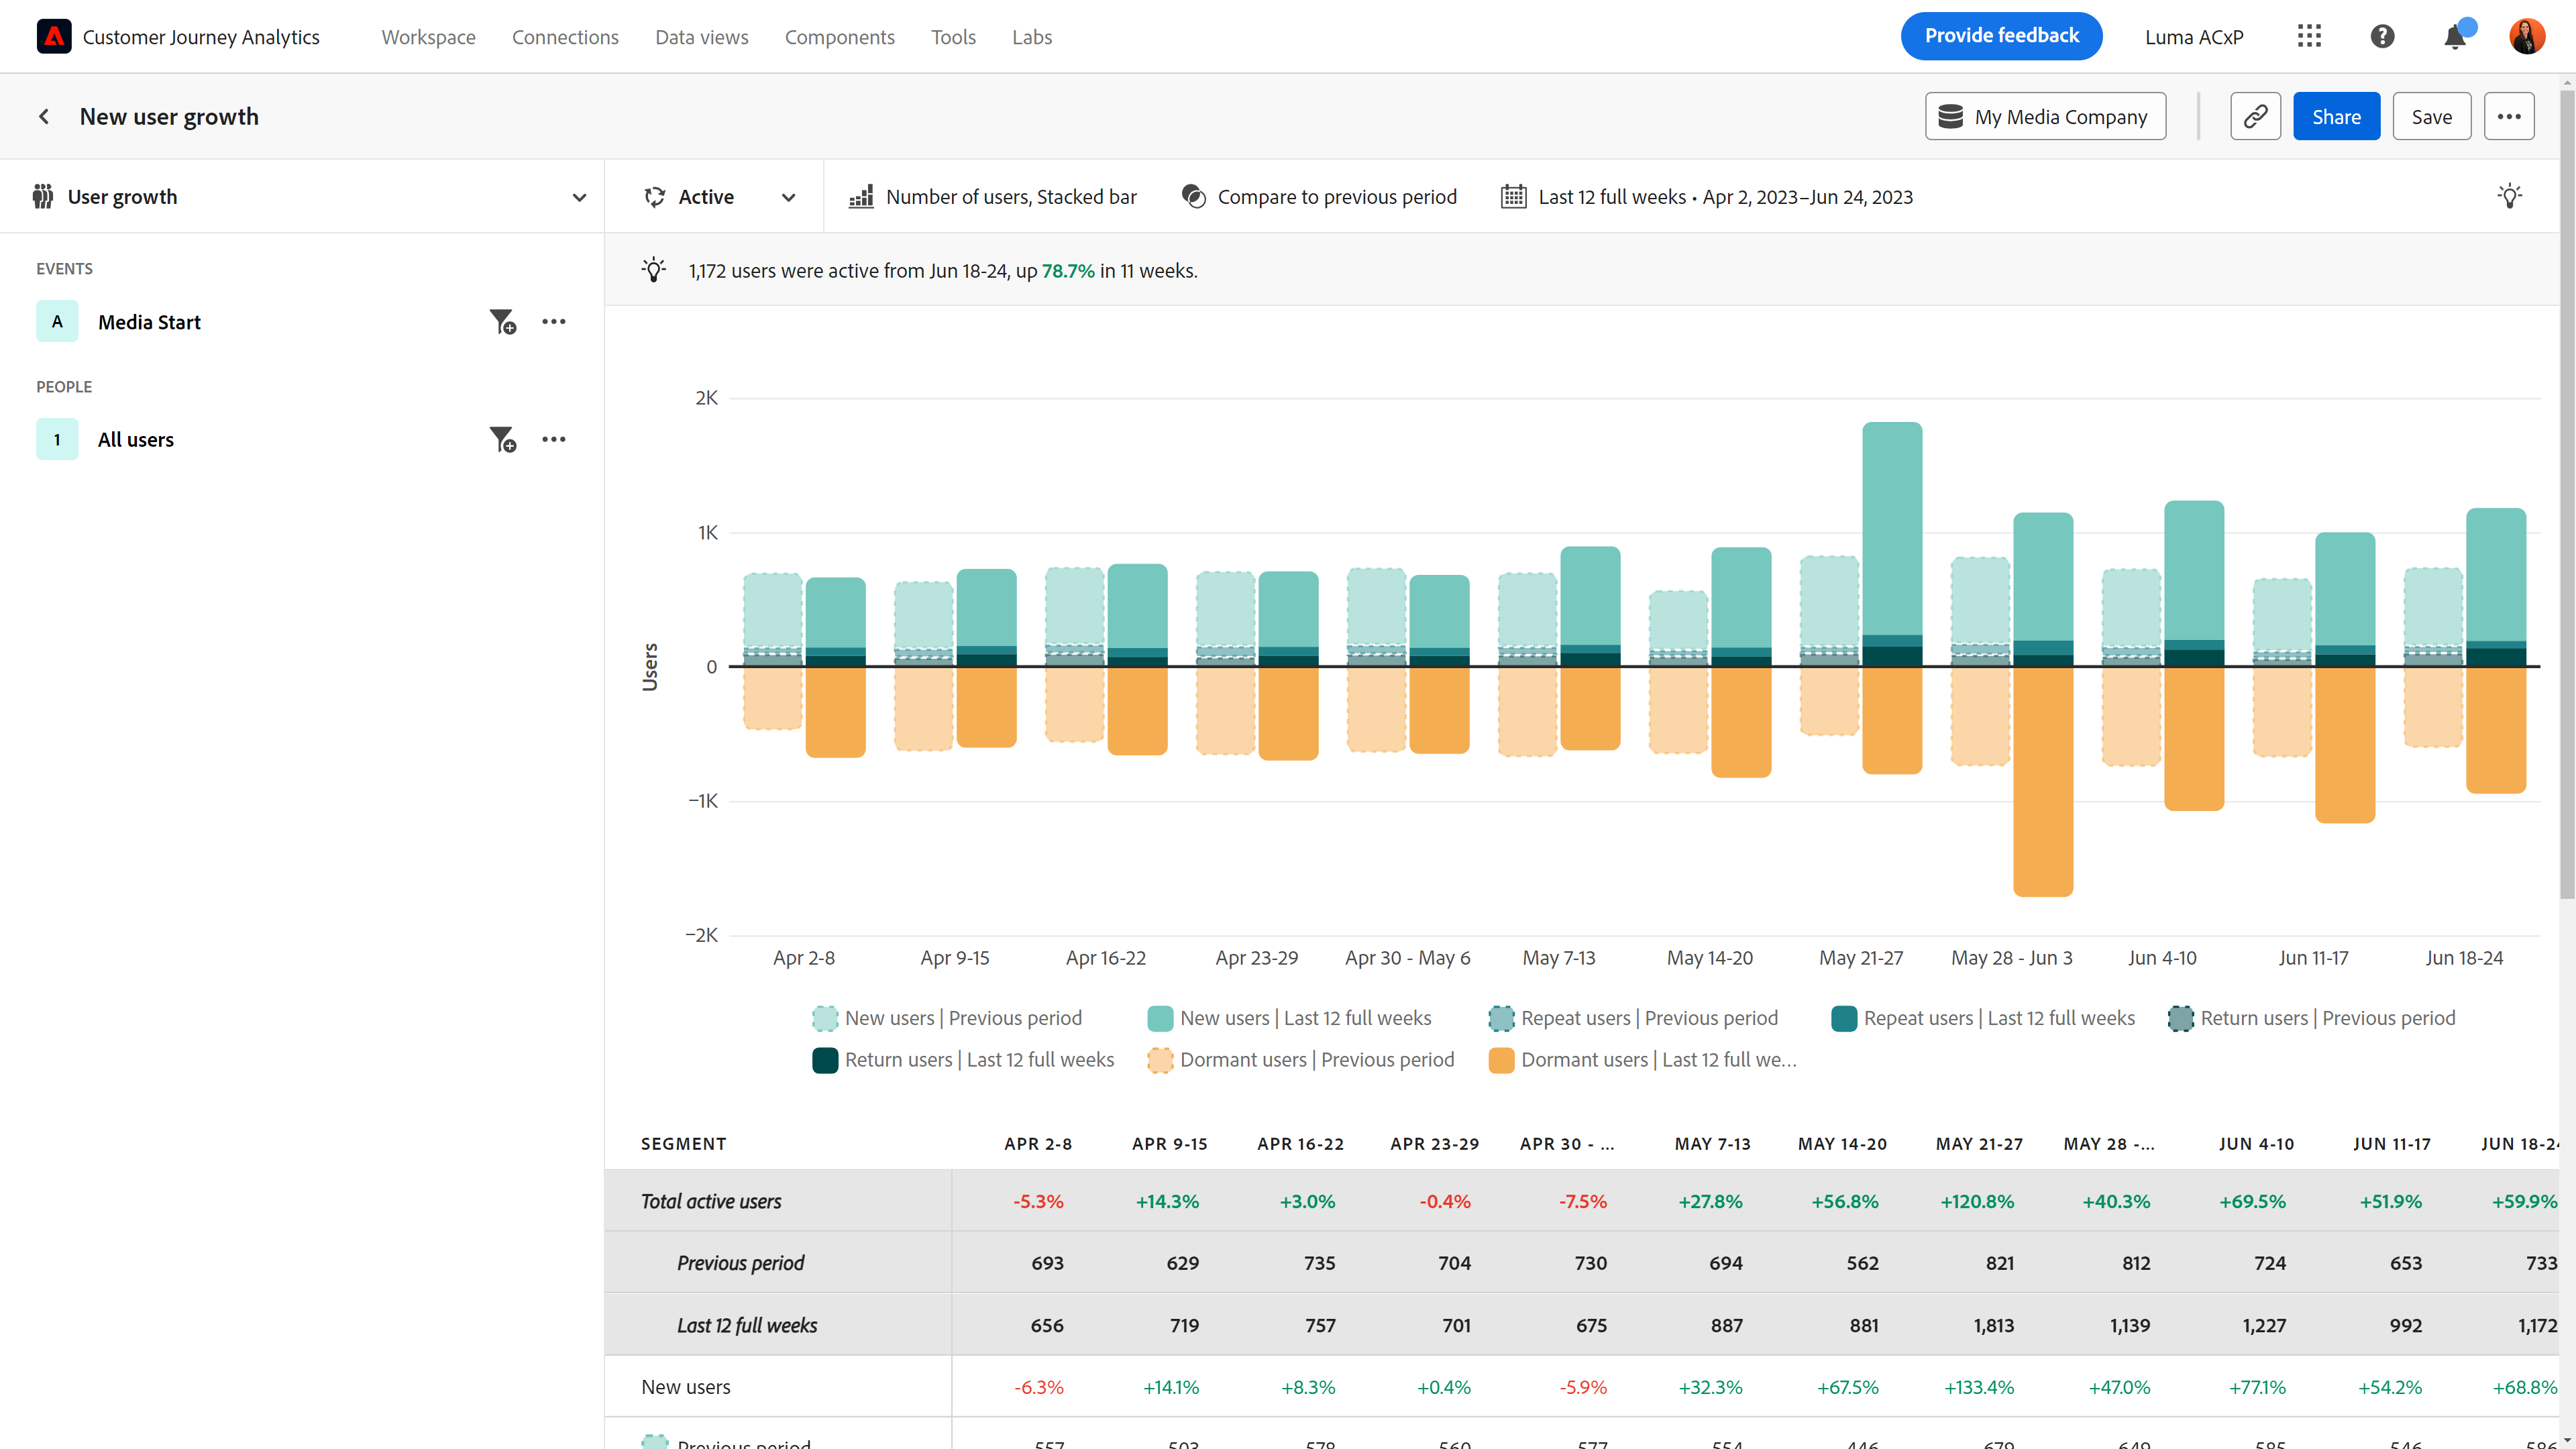 Customer Journey Analytics Workspace Connections Data views Components Tools Labs Provide feedback Luma ACxP
New user growth My Media Company Share Save
User growth Active Number of users, Stacked bar Compare to previous period Last 12 full weeks • Apr 2, 2023–Jun 24, 2023
EVENTS
A Media Start
PEOPLE
1 All users
1,172 users were active from Jun 18-24, up 78.7% in 11 weeks.
2K
1K
0
−1K
−2K
Users
Apr 2-8 Apr 9-15 Apr 16-22 Apr 23-29 Apr 30 - May 6 May 7-13 May 14-20 May 21-27 May 28 - Jun 3 Jun 4-10 Jun 11-17 Jun 18-24
New users | Previous period New users | Last 12 full weeks Repeat users | Previous period Repeat users | Last 12 full weeks Return users | Previous period
Return users | Last 12 full weeks Dormant users | Previous period Dormant users | Last 12 full we...
SEGMENT APR 2-8 APR 9-15 APR 16-22 APR 23-29 APR 30 - ... MAY 7-13 MAY 14-20 MAY 21-27 MAY 28 -... JUN 4-10 JUN 11-17 JUN 18-24
Total active users -5.3% +14.3% +3.0% -0.4% -7.5% +27.8% +56.8% +120.8% +40.3% +69.5% +51.9% +59.9%
Previous period 693 629 735 704 730 694 562 821 812 724 653 733
Last 12 full weeks 656 719 757 701 675 887 881 1,813 1,139 1,227 992 1,172
New users -6.3% +14.1% +8.3% +0.4% -5.9% +32.3% +67.5% +133.4% +47.0% +77.1% +54.2% +68.8%
Previous period 557 503 578 560 577 554 446 679 649 585 546 586